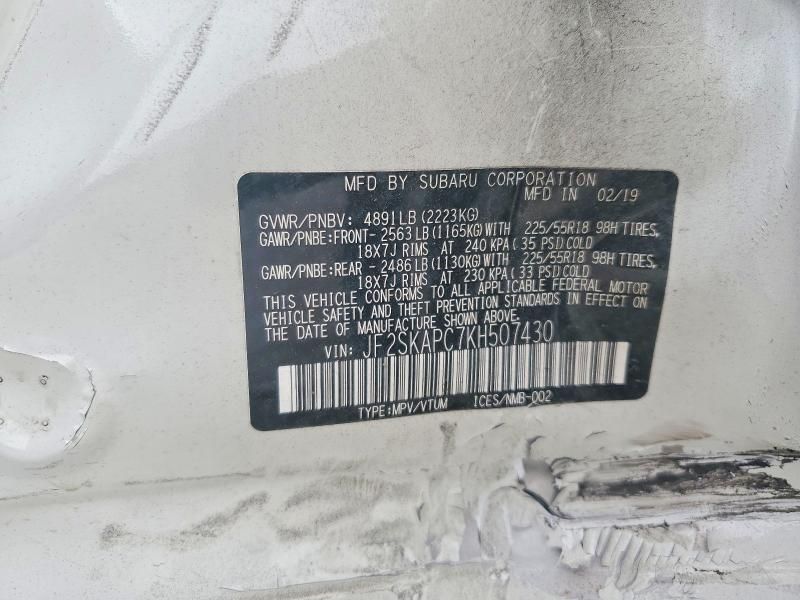 MFD BY SUBARU CORPORATION
MFD IN 02/19
GVWR/PNBV: 4891LB (2223KG)
GAWR/PNBE:FRONT- 2563LB(1165KG)WITH 225/55R18 98H TIRES,
18X7J RIMS AT 240 KPA ( 35 PSI)COLD
GAWR/PNBE:REAR - 2486LB(1130KG)WITH 225/55R18 98H TIRES,
18X7J RIMS AT 230 KPA ( 33 PSI)COLD
THIS VEHICLE CONFORMS TO ALL APPLICABLE FEDERAL MOTOR
VEHICLE SAFETY AND THEFT PREVENTION STANDARDS IN EFFECT ON
THE DATE OF MANUFACTURE SHOWN ABOVE.
VIN: JF2SKAPC7KH507430
TYPE:MPV/VTUM ICES/NMB-002